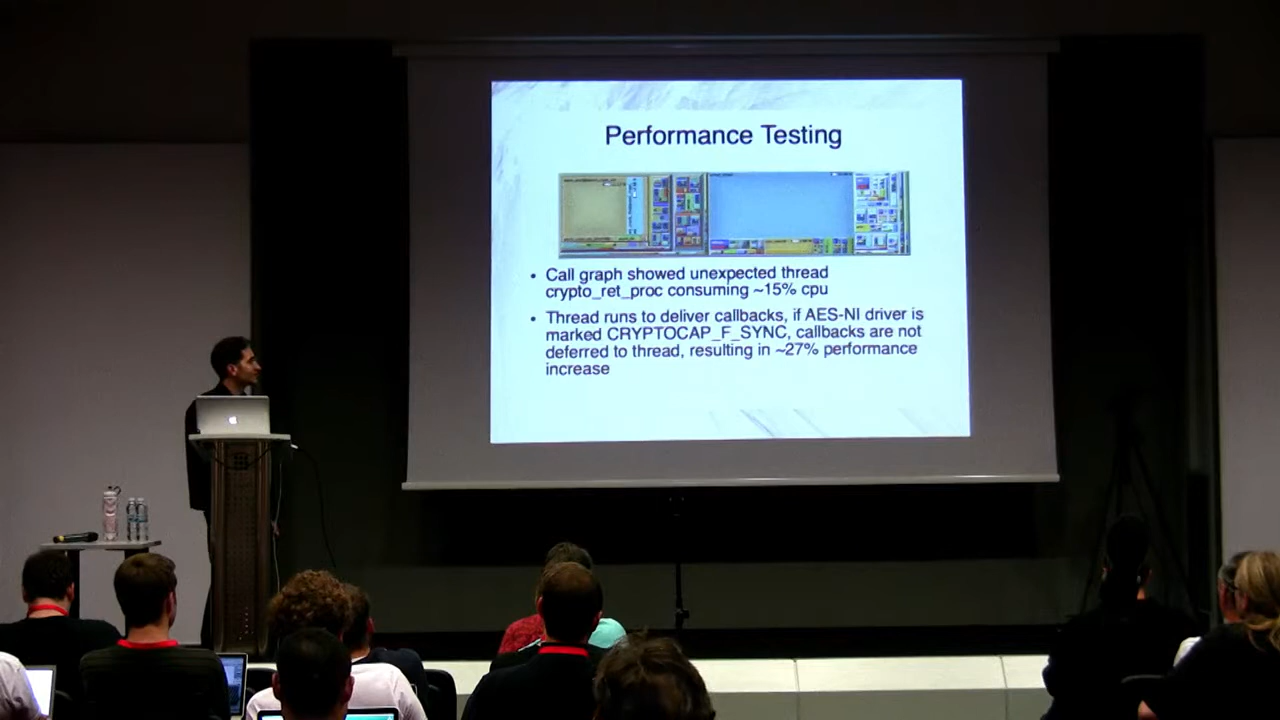 Performance Testing
• Call graph showed unexpected thread
crypto_ret_proc consuming ~15% cpu
• Thread runs to deliver callbacks, if AES-NI driver is
marked CRYPTOCAP_F_SYNC, callbacks are not
deferred to thread, resulting in ~27% performance
increase